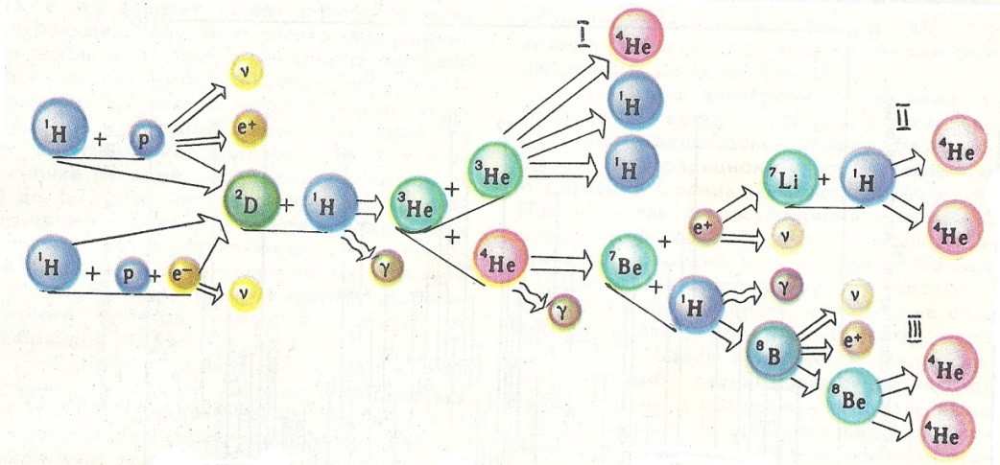 I
⁴He
ν
¹H
¹H + p
e⁺
II
⁴He
³He
¹H
⁷Li + ¹H
²D + ¹H
³He +
e⁺
ν
⁴He
+ ⁴He
⁷Be +
¹H + p + e⁻
ν
γ
γ
+ ¹H
γ
ν
e⁺
III
⁸B
⁴He
⁸Be
⁴He